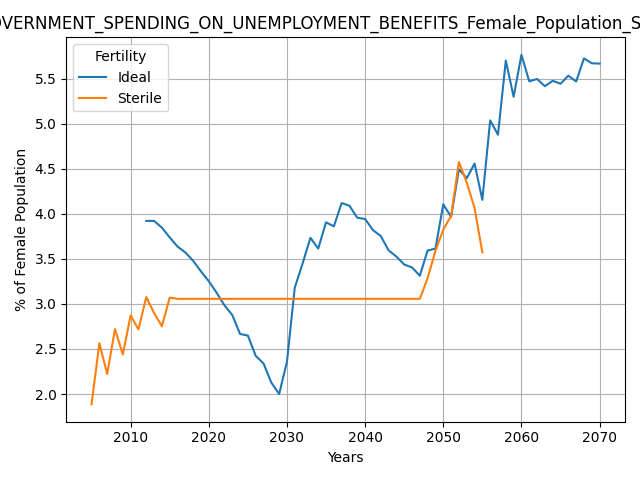 OVERNMENT_SPENDING_ON_UNEMPLOYMENT_BENEFITS_Female_Population_S
Fertility
Ideal
Sterile
% of Female Population
5.5
5.0
4.5
4.0
3.5
3.0
2.5
2.0
2010 2020 2030 2040 2050 2060 2070
Years